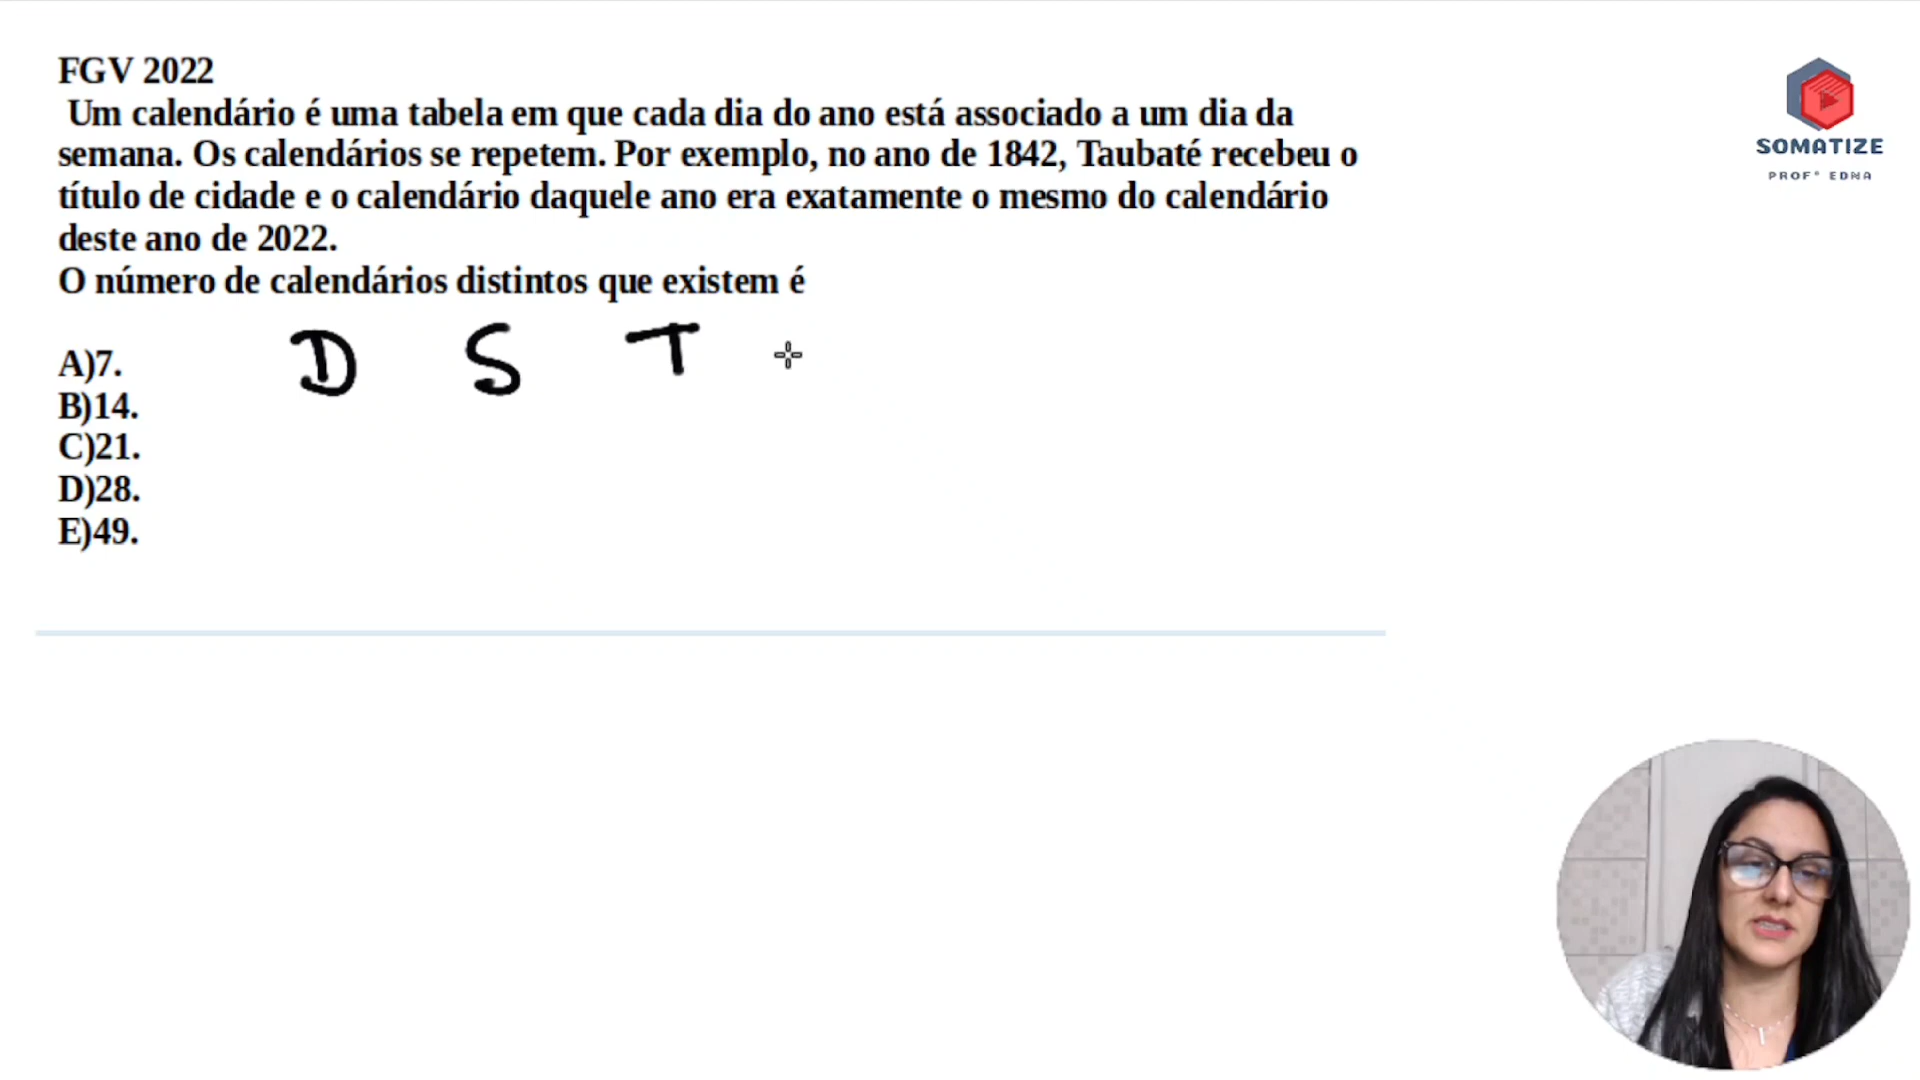 FGV 2022
Um calendário é uma tabela em que cada dia do ano está associado a um dia da
semana. Os calendários se repetem. Por exemplo, no ano de 1842, Taubaté recebeu o
título de cidade e o calendário daquele ano era exatamente o mesmo do calendário
deste ano de 2022.
O número de calendários distintos que existem é
D S T
A)7.
B)14.
C)21.
D)28.
E)49.
SOMATIZE
PROFª EDNA